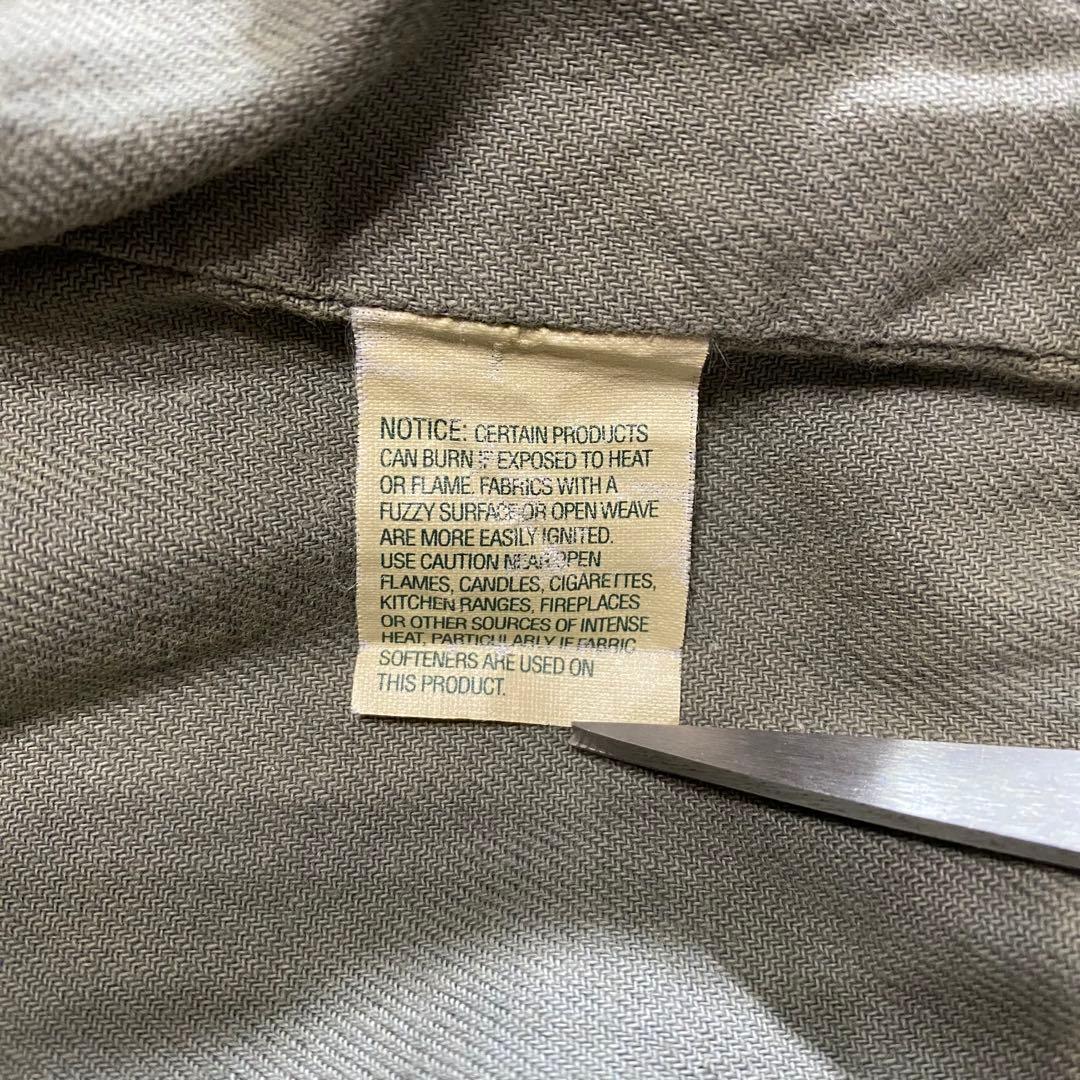 NOTICE: CERTAIN PRODUCTS
CAN BURN IF EXPOSED TO HEAT
OR FLAME. FABRICS WITH A
FUZZY SURFACE OR OPEN WEAVE
ARE MORE EASILY IGNITED.
USE CAUTION NEAR OPEN
FLAMES, CANDLES, CIGARETTES,
KITCHEN RANGES, FIREPLACES
OR OTHER SOURCES OF INTENSE
HEAT, PARTICULARLY IF FABRIC
SOFTENERS ARE USED ON
THIS PRODUCT.